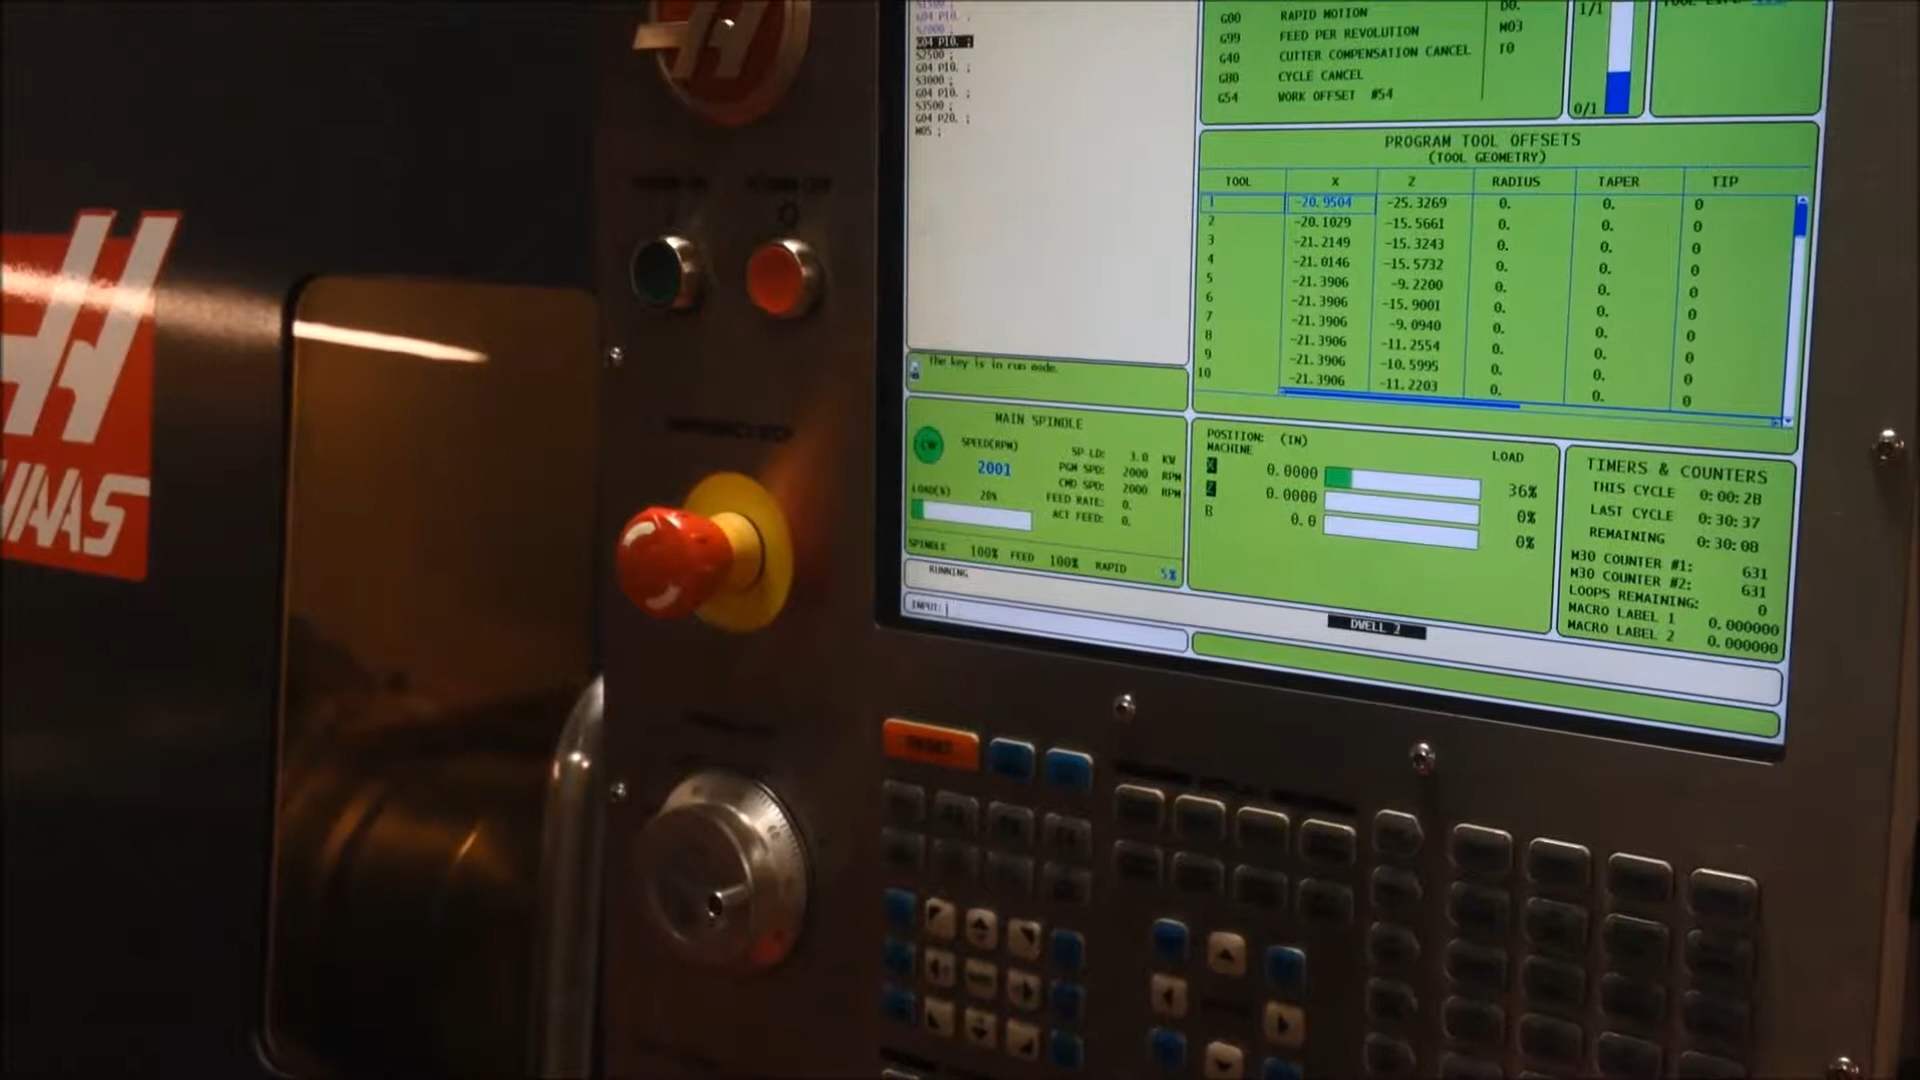 S1500 ;
G04 P10. ;
S2000 ;
G04 P10. ;
S2500 ;
G04 P10. ;
S3000 ;
G04 P10. ;
S3500 ;
G04 P20. ;
M05 ;
G00 RAPID MOTION D0.
G99 FEED PER REVOLUTION M03
G40 CUTTER COMPENSATION CANCEL T0
G80 CYCLE CANCEL
G54 WORK OFFSET #54
1/1
0/1
PROGRAM TOOL OFFSETS
(TOOL GEOMETRY)
TOOL X Z RADIUS TAPER TIP
1 -20.9504 -25.3269 0. 0. 0
2 -20.1029 -15.5661 0. 0. 0
3 -21.2149 -15.3243 0. 0. 0
4 -21.0146 -15.5732 0. 0. 0
5 -21.3906 -9.2200 0. 0. 0
6 -21.3906 -15.9001 0. 0. 0
7 -21.3906 -9.0940 0. 0. 0
8 -21.3906 -11.2554 0. 0. 0
9 -21.3906 -10.5995 0. 0. 0
10 -21.3906 -11.2203 0. 0. 0
The key is in run mode.
MAIN SPINDLE
CW
SPEED(RPM)
2001
LOAD(%) 20%
SP LD: 1.0 KW
PGM SPD: 2000 RPM
CMD SPD: 2000 RPM
FEED RATE: 0.
ACT FEED: 0.
SPINDLE 100% FEED 100% RAPID 5%
POSITION: (IN)
MACHINE LOAD
X 0.0000 36%
Z 0.0000 0%
B 0.0 0%
TIMERS & COUNTERS
THIS CYCLE 0:00:28
LAST CYCLE 0:30:37
REMAINING 0:30:08
M30 COUNTER #1: 631
M30 COUNTER #2: 631
LOOPS REMAINING: 0
MACRO LABEL 1 0.000000
MACRO LABEL 2 0.000000
RUNNING
DWELL 2
INPUT:
POWER OFF
HAAS
RESET